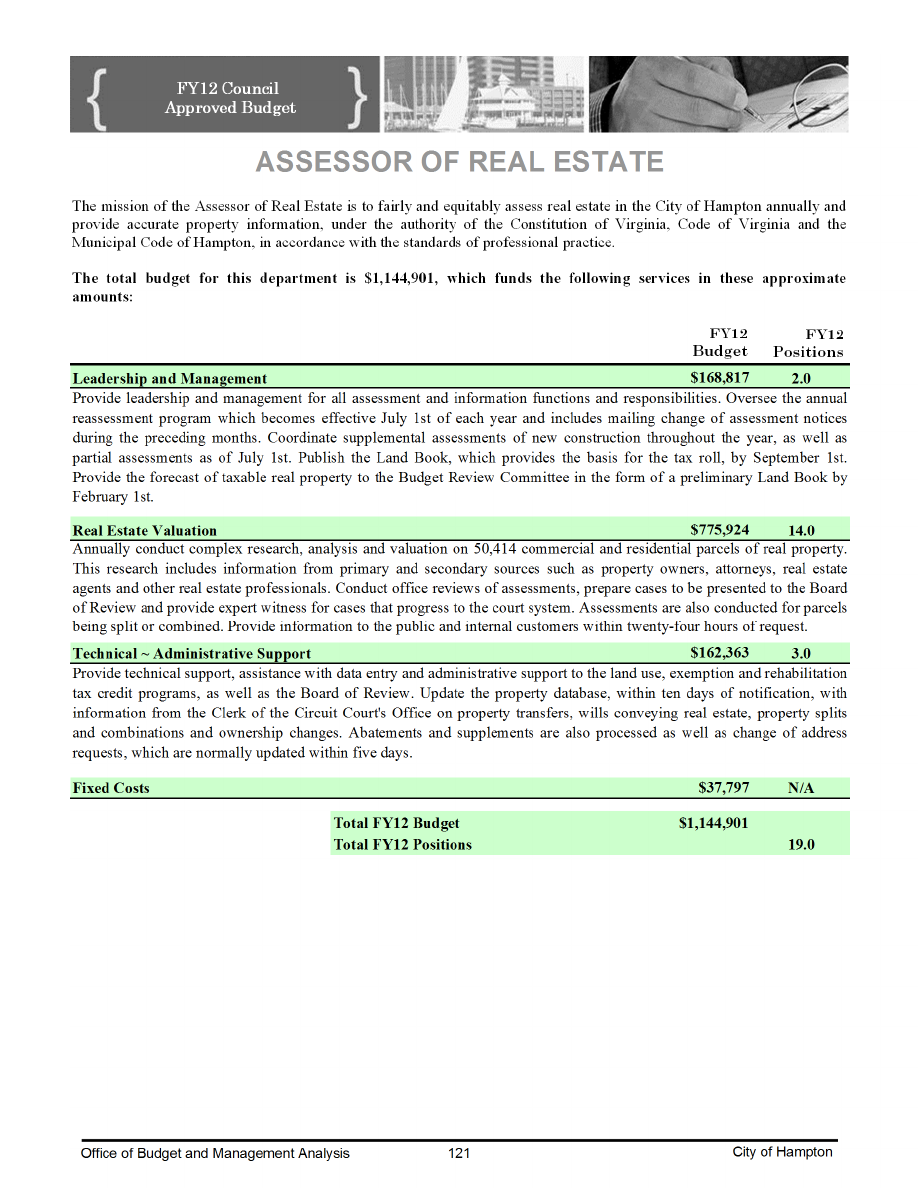 FY12 Council
Approved Budget
ASSESSOR OF REAL ESTATE
The mission of the Assessor of Real Estate is to fairly and equitably assess real estate in the City of Hampton annually and
provide accurate property information, under the authority of the Constitution of Virginia, Code of Virginia and the
Municipal Code of Hampton, in accordance with the standards of professional practice.
The total budget for this department is $1,144,901, which funds the following services in these approximate
amounts:
FY12 FY12
Budget Positions
Leadership and Management $168,817 2.0
Provide leadership and management for all assessment and information functions and responsibilities. Oversee the annual
reassessment program which becomes effective July 1st of each year and includes mailing change of assessment notices
during the preceding months. Coordinate supplemental assessments of new construction throughout the year, as well as
partial assessments as of July 1st. Publish the Land Book, which provides the basis for the tax roll, by September 1st.
Provide the forecast of taxable real property to the Budget Review Committee in the form of a preliminary Land Book by
February 1st.
Real Estate Valuation $775,924 14.0
Annually conduct complex research, analysis and valuation on 50,414 commercial and residential parcels of real property.
This research includes information from primary and secondary sources such as property owners, attorneys, real estate
agents and other real estate professionals. Conduct office reviews of assessments, prepare cases to be presented to the Board
of Review and provide expert witness for cases that progress to the court system. Assessments are also conducted for parcels
being split or combined. Provide information to the public and internal customers within twenty-four hours of request.
Technical ~ Administrative Support $162,363 3.0
Provide technical support, assistance with data entry and administrative support to the land use, exemption and rehabilitation
tax credit programs, as well as the Board of Review. Update the property database, within ten days of notification, with
information from the Clerk of the Circuit Court's Office on property transfers, wills conveying real estate, property splits
and combinations and ownership changes. Abatements and supplements are also processed as well as change of address
requests, which are normally updated within five days.
Fixed Costs $37,797 N/A
Total FY12 Budget $1,144,901
Total FY12 Positions 19.0
Office of Budget and Management Analysis 121 City of Hampton